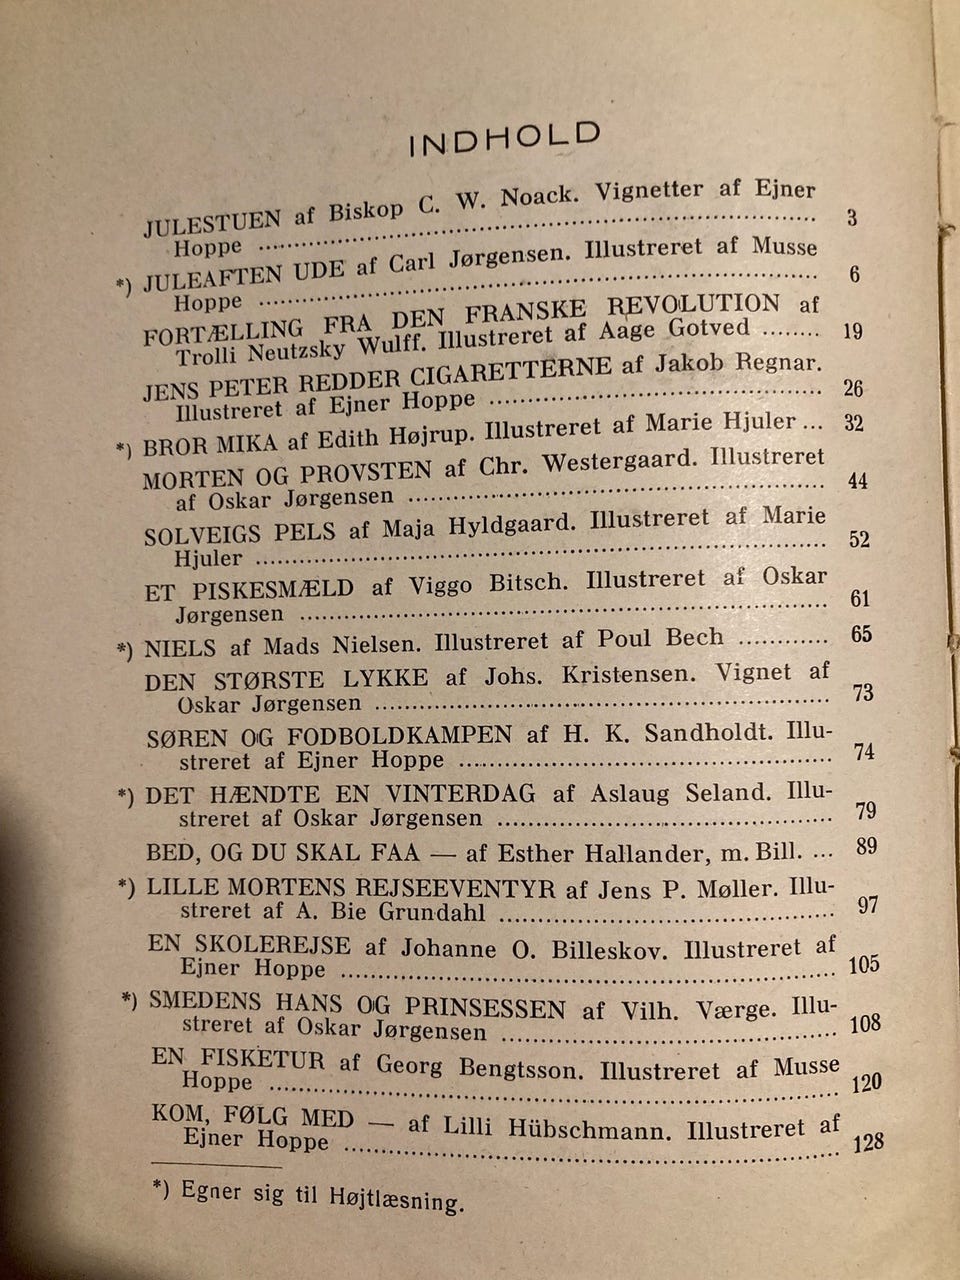 INDHOLD
JULESTUEN af Biskop C. W. Noack. Vignetter af Ejner
Hoppe ........................................ 3
*) JULEAFTEN UDE af Carl Jørgensen. Illustreret af Musse
Hoppe ........................................ 6
FORTÆLLING FRA DEN FRANSKE REVOLUTION af
Trolli Neutzsky Wulff. Illustreret af Aage Gotved ........ 19
JENS PETER REDDER CIGARETTERNE af Jakob Regnar.
Illustreret af Ejner Hoppe ........................................ 26
*) BROR MIKA af Edith Højrup. Illustreret af Marie Hjuler ... 32
MORTEN OG PROVSTEN af Chr. Westergaard. Illustreret
af Oskar Jørgensen ........................................ 44
SOLVEIGS PELS af Maja Hyldgaard. Illustreret af Marie
Hjuler ........................................ 52
ET PISKESMÆLD af Viggo Bitsch. Illustreret af Oskar
Jørgensen ........................................ 61
*) NIELS af Mads Nielsen. Illustreret af Poul Bech ............ 65
DEN STØRSTE LYKKE af Johs. Kristensen. Vignet af
Oskar Jørgensen ........................................ 73
SØREN OG FODBOLDKAMPEN af H. K. Sandholdt. Illu-
streret af Ejner Hoppe ........................................ 74
*) DET HÆNDTE EN VINTERDAG af Aslaug Seland. Illu-
streret af Oskar Jørgensen ........................................ 79
BED, OG DU SKAL FAA — af Esther Hallander, m. Bill. ... 89
*) LILLE MORTENS REJSEEVENTYR af Jens P. Møller. Illu-
streret af A. Bie Grundahl ........................................ 97
EN SKOLEREJSE af Johanne O. Billeskov. Illustreret af
Ejner Hoppe ........................................ 105
*) SMEDENS HANS OG PRINSESSEN af Vilh. Værge. Illu-
streret af Oskar Jørgensen ........................................ 108
EN FISKETUR af Georg Bengtsson. Illustreret af Musse
Hoppe ........................................ 120
KOM, FØLG MED — af Lilli Hübschmann. Illustreret af
Ejner Hoppe ........................................ 128
*) Egner sig til Højtlæsning.